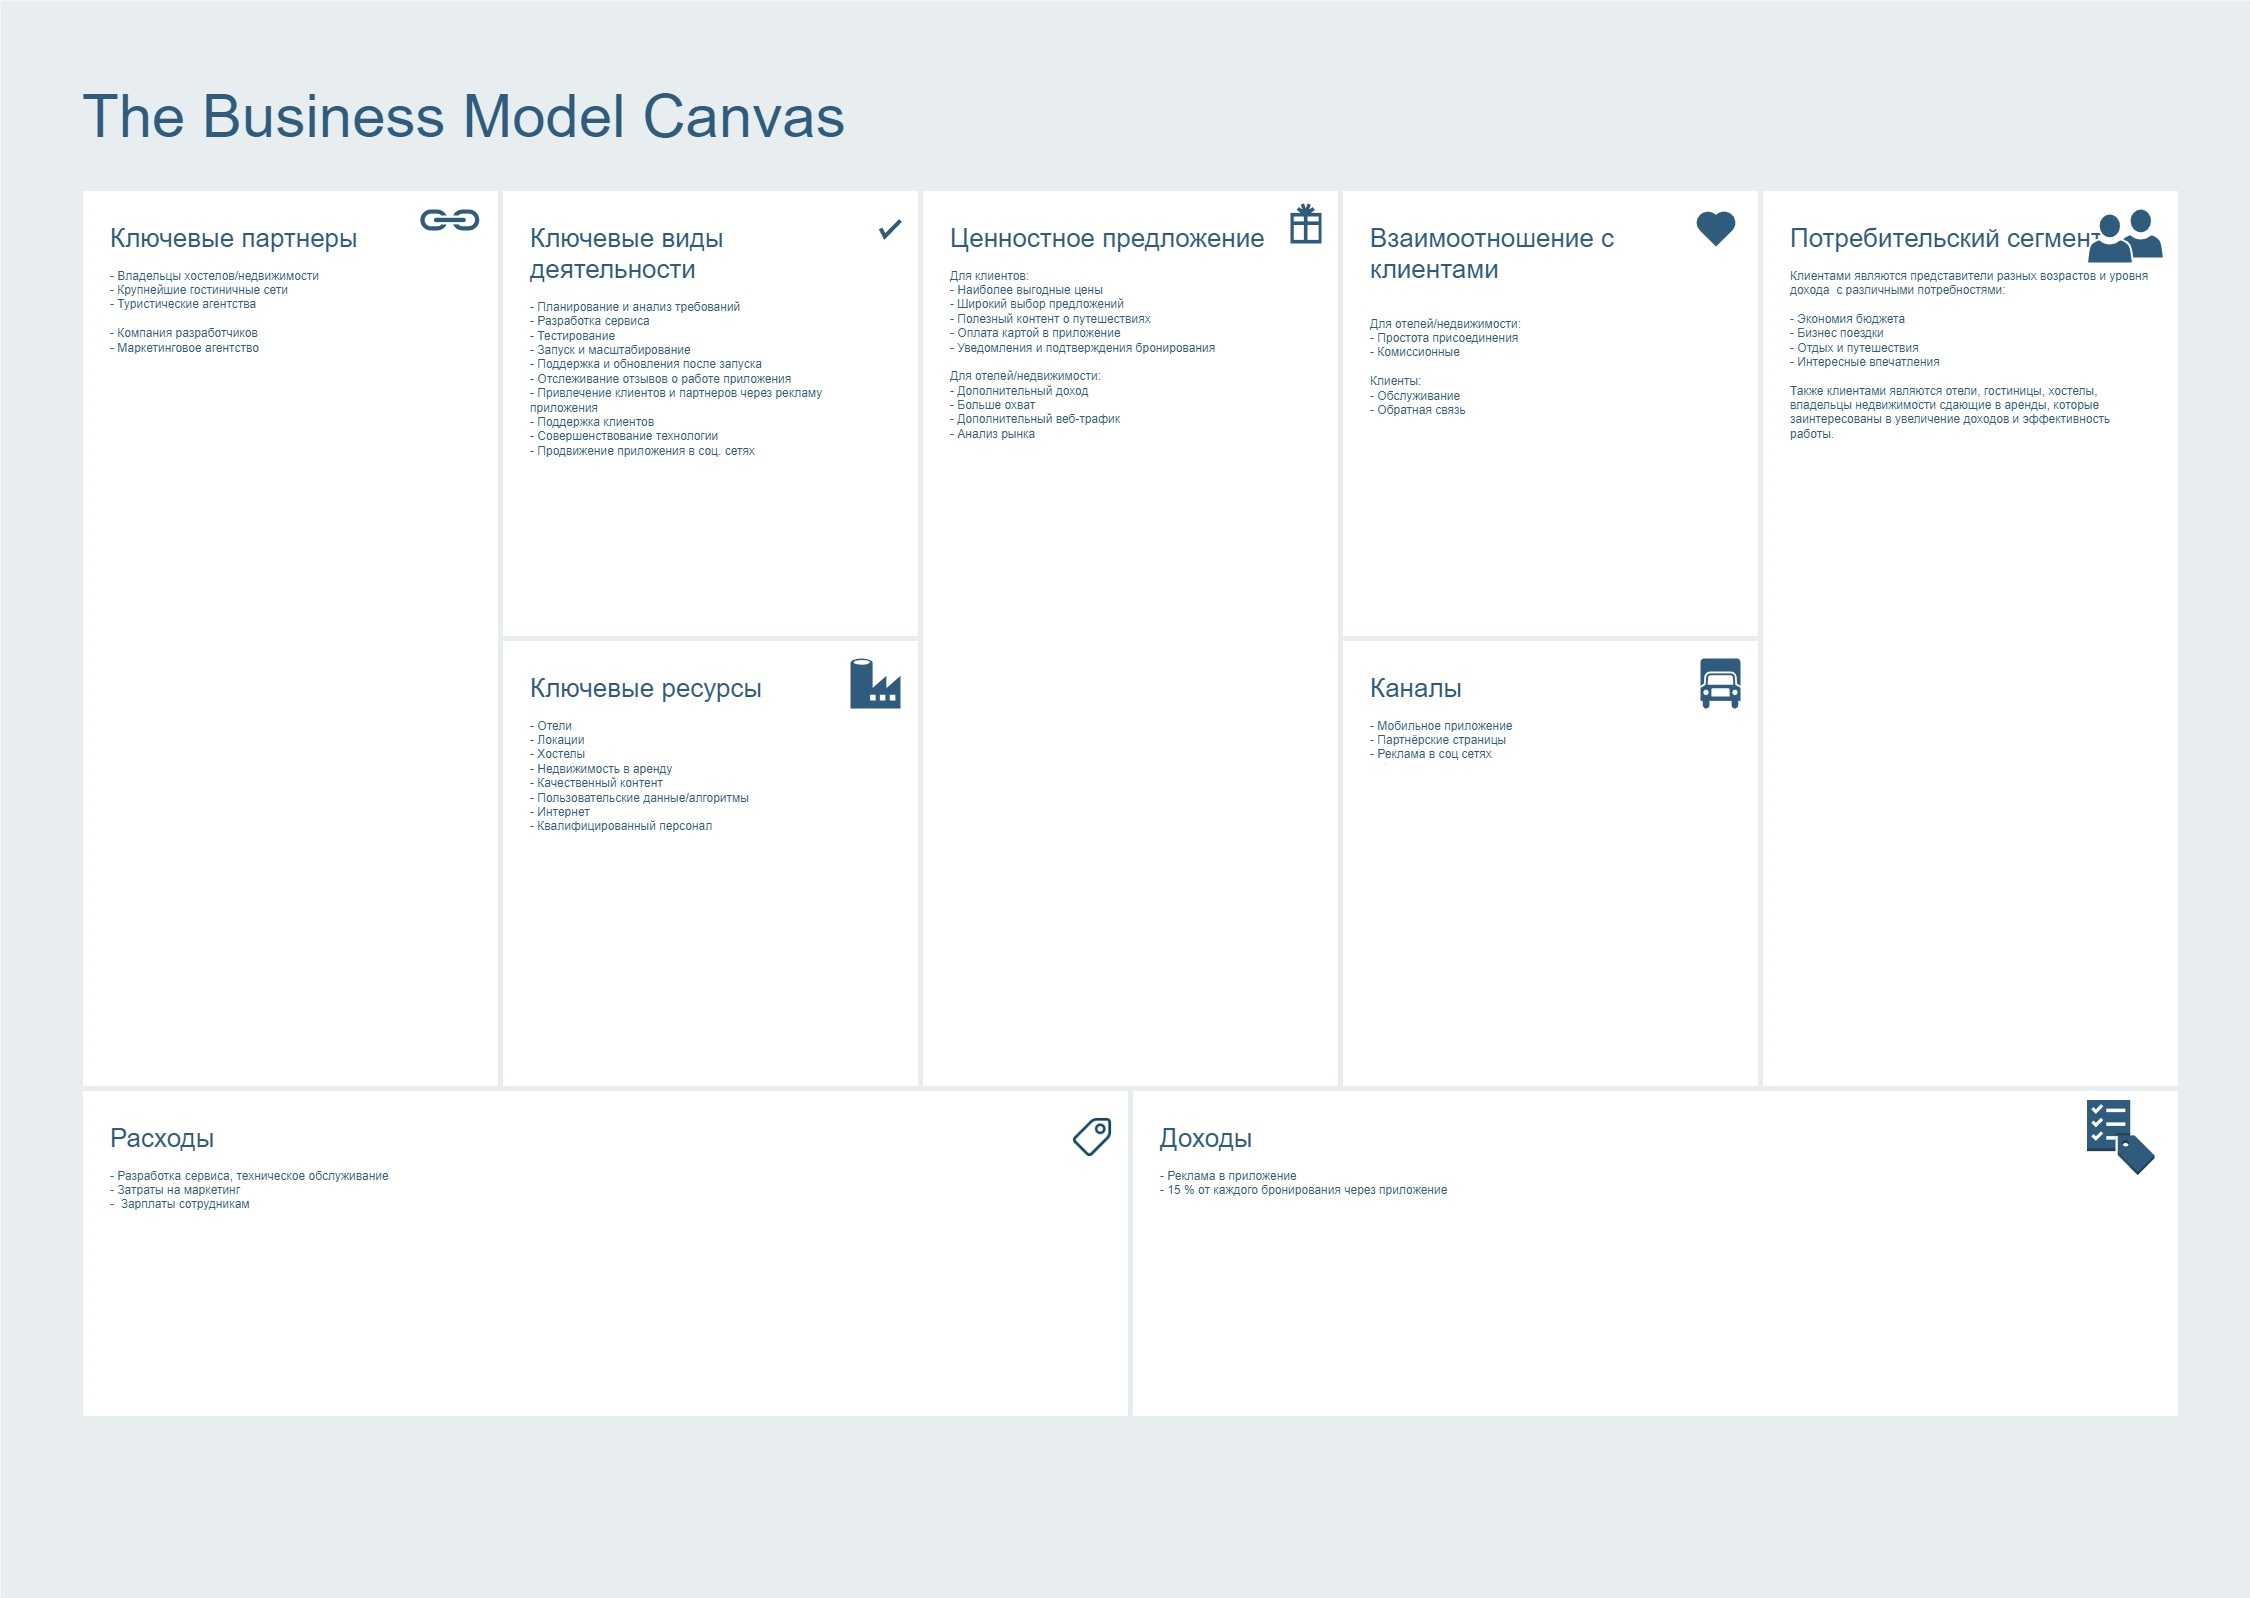 The Business Model Canvas
Ключевые партнеры
- Владельцы хостелов/недвижимости
- Крупнейшие гостиничные сети
- Туристические агентства
- Компания разработчиков
- Маркетинговое агентство
Ключевые виды
деятельности
- Планирование и анализ требований
- Разработка сервиса
- Тестирование
- Запуск и масштабирование
- Поддержка и обновления после запуска
- Отслеживание отзывов о работе приложения
- Привлечение клиентов и партнеров через рекламу
приложения
- Поддержка клиентов
- Совершенствование технологии
- Продвижение приложения в соц. сетях
Ключевые ресурсы
- Отели
- Локации
- Хостелы
- Недвижимость в аренду
- Качественный контент
- Пользовательские данные/алгоритмы
- Интернет
- Квалифицированный персонал
Ценностное предложение
Для клиентов:
- Наиболее выгодные цены
- Широкий выбор предложений
- Полезный контент о путешествиях
- Оплата картой в приложение
- Уведомления и подтверждения бронирования
Для отелей/недвижимости:
- Дополнительный доход
- Больше охват
- Дополнительный веб-трафик
- Анализ рынка
Взаимоотношение с
клиентами
Для отелей/недвижимости:
- Простота присоединения
- Комиссионные
Клиенты:
- Обслуживание
- Обратная связь
Каналы
- Мобильное приложение
- Партнёрские страницы
- Реклама в соц сетях
Потребительский сегмент
Клиентами являются представители разных возрастов и уровня
дохода  с различными потребностями:
- Экономия бюджета
- Бизнес поездки
- Отдых и путешествия
- Интересные впечатления
Также клиентами являются отели, гостиницы, хостелы,
владельцы недвижимости сдающие в аренды, которые
заинтересованы в увеличение доходов и эффективность
работы.
Расходы
- Разработка сервиса, техническое обслуживание
- Затраты на маркетинг
-  Зарплаты сотрудникам
Доходы
- Реклама в приложение
- 15 % от каждого бронирования через приложение